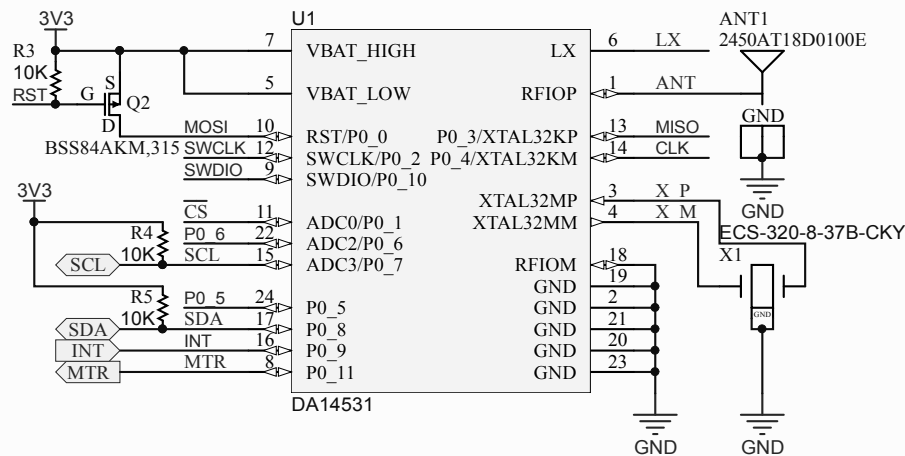 3V3
R3
10K
RST
G
S
D
Q2
BSS84AKM,315
MOSI
SWCLK
SWDIO
3V3
CS
R4
10K
P0_6
SCL
SCL
R5
10K
P0_5
SDA
SDA
INT
INT
MTR
MTR
U1
7 VBAT_HIGH
5 VBAT_LOW
10 RST/P0_0
12 SWCLK/P0_2
9 SWDIO/P0_10
11 ADC0/P0_1
22 ADC2/P0_6
15 ADC3/P0_7
24 P0_5
17 P0_8
16 P0_9
8 P0_11
LX 6 LX
RFIOP 1 ANT
P0_3/XTAL32KP 13 MISO
P0_4/XTAL32KM 14 CLK
XTAL32MP 3 X_P
XTAL32MM 4 X_M
RFIOM 18
GND 19
GND 2
GND 21
GND 20
GND 23
DA14531
GND
ANT1
2450AT18D0100E
GND
GND
ECS-320-8-37B-CKY
X1
GND
GND